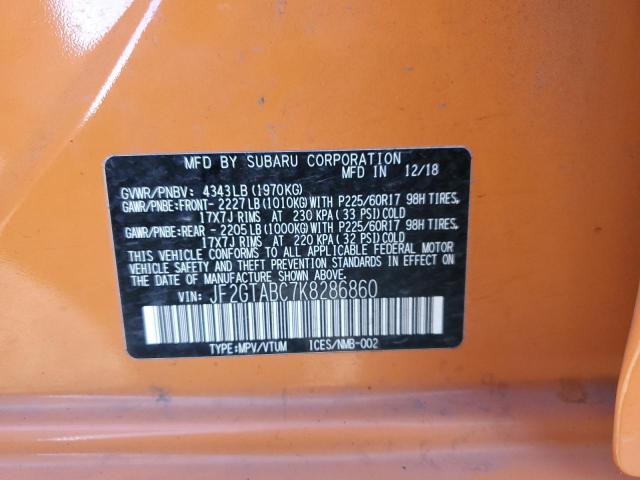 MFD BY SUBARU CORPORATION
MFD IN 12/18
GVWR/PNBV: 4343LB (1970KG)
GAWR/PNBE:FRONT- 2227LB(1010KG)WITH P225/60R17 98H TIRES,
17X7J RIMS AT 230 KPA(33 PSI)COLD
GAWR/PNBE:REAR - 2205LB(1000KG)WITH P225/60R17 98H TIRES,
17X7J RIMS AT 220 KPA(32 PSI)COLD
THIS VEHICLE CONFORMS TO ALL APPLICABLE FEDERAL MOTOR
VEHICLE SAFETY AND THEFT PREVENTION STANDARDS IN EFFECT ON THE
DATE OF MANUFACTURE SHOWN ABOVE.
VIN: JF2GTABC7K8286860
TYPE:MPV/VTUM ICES/NMB-002